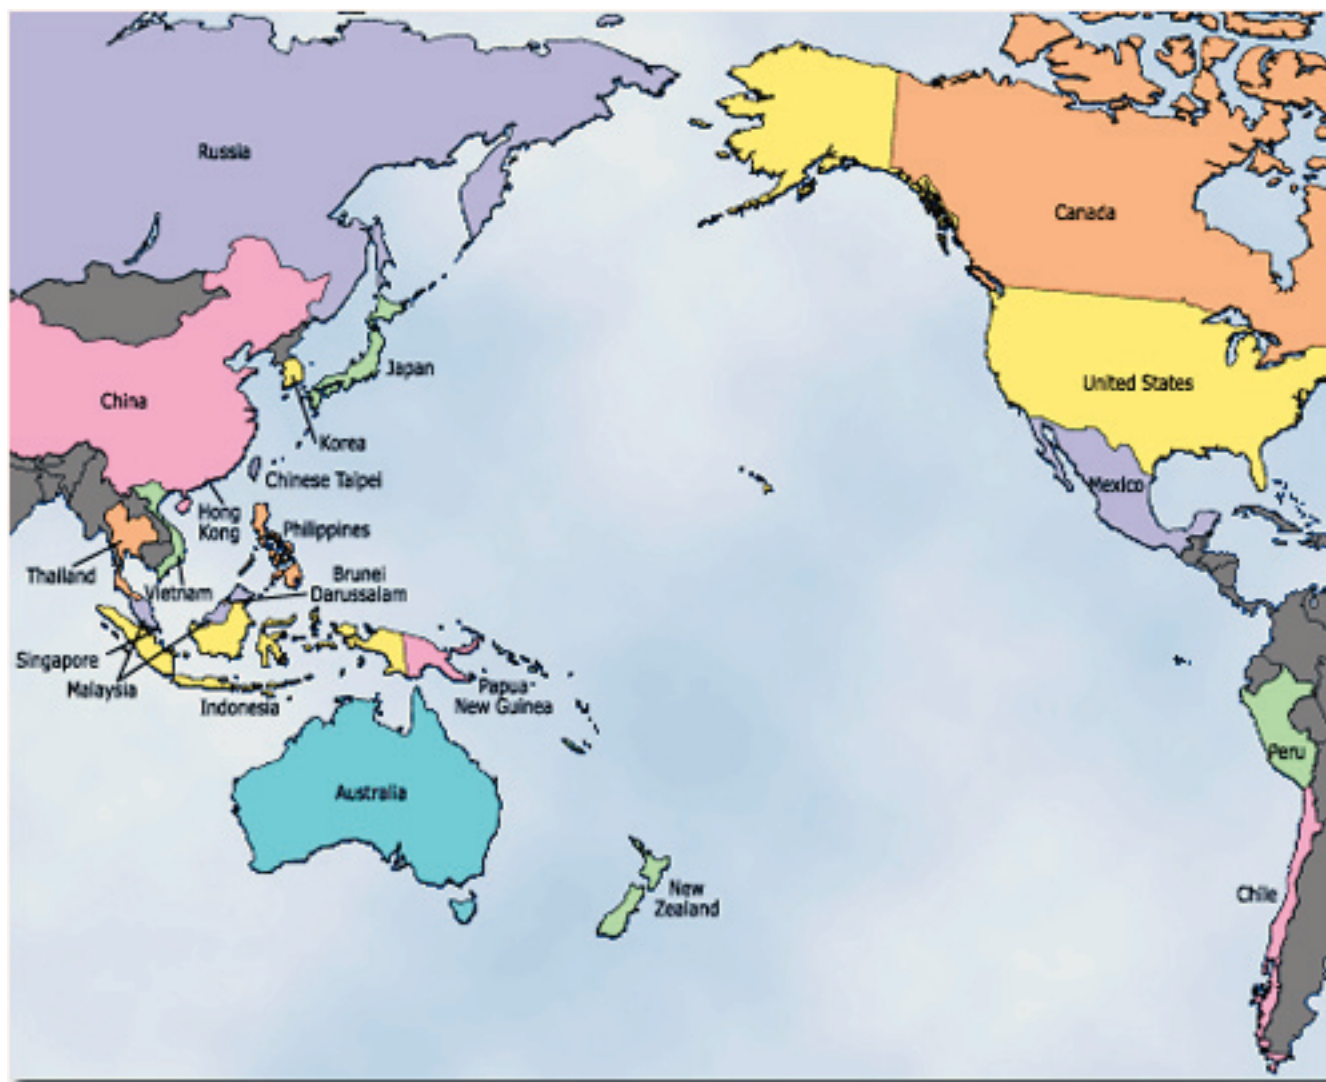 Russia
Canada
Japan
United States
China
Korea
Chinese Taipei
Mexico
Hong
Kong
Philippines
Thailand
Vietnam
Brunei
Darussalam
Singapore
Malaysia
Indonesia
Papua
New Guinea
Peru
Australia
New
Zealand
Chile